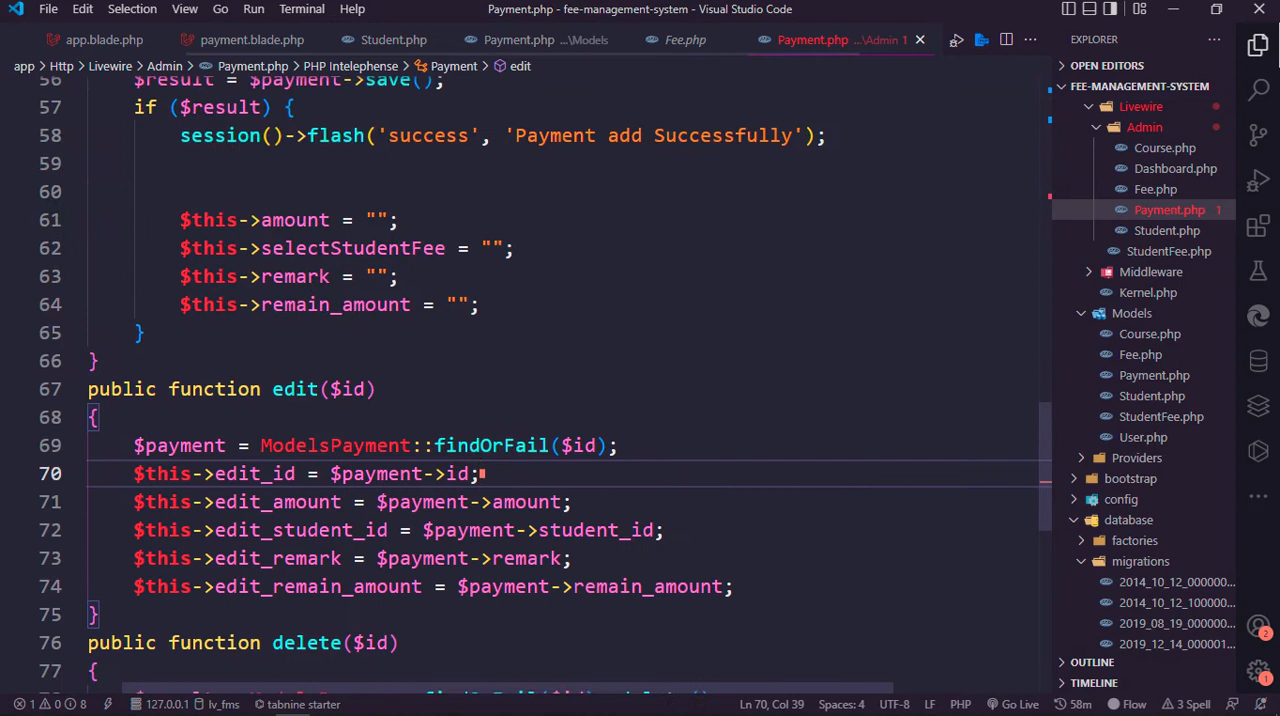 File Edit Selection View Go Run Terminal Help Payment.php - fee-management-system - Visual Studio Code
app.blade.php payment.blade.php Student.php Payment.php ...\Models Fee.php Payment.php ...\Admin 1
EXPLORER
app > Http > Livewire > Admin > Payment.php > PHP Intelephense > Payment > edit
56 $result = $payment->save();
57 if ($result) {
58 session()->flash('success', 'Payment add Successfully');
59
60
61 $this->amount = "";
62 $this->selectStudentFee = "";
63 $this->remark = "";
64 $this->remain_amount = "";
65 }
66 }
67 public function edit($id)
68 {
69 $payment = ModelsPayment::findOrFail($id);
70 $this->edit_id = $payment->id;
71 $this->edit_amount = $payment->amount;
72 $this->edit_student_id = $payment->student_id;
73 $this->edit_remark = $payment->remark;
74 $this->edit_remain_amount = $payment->remain_amount;
75 }
76 public function delete($id)
77 {
OPEN EDITORS
FEE-MANAGEMENT-SYSTEM
Livewire
Admin
Course.php
Dashboard.php
Fee.php
Payment.php 1
Student.php
StudentFee.php
Middleware
Kernel.php
Models
Course.php
Fee.php
Payment.php
Student.php
StudentFee.php
User.php
Providers
bootstrap
config
database
factories
migrations
2014_10_12_000000...
2014_10_12_100000...
2019_08_19_000000...
2019_12_14_000001...
OUTLINE
TIMELINE
2
1
1 0 8 127.0.0.1 lv_fms tabnine starter Ln 70, Col 39 Spaces: 4 UTF-8 LF PHP Go Live 58m Flow 3 Spell